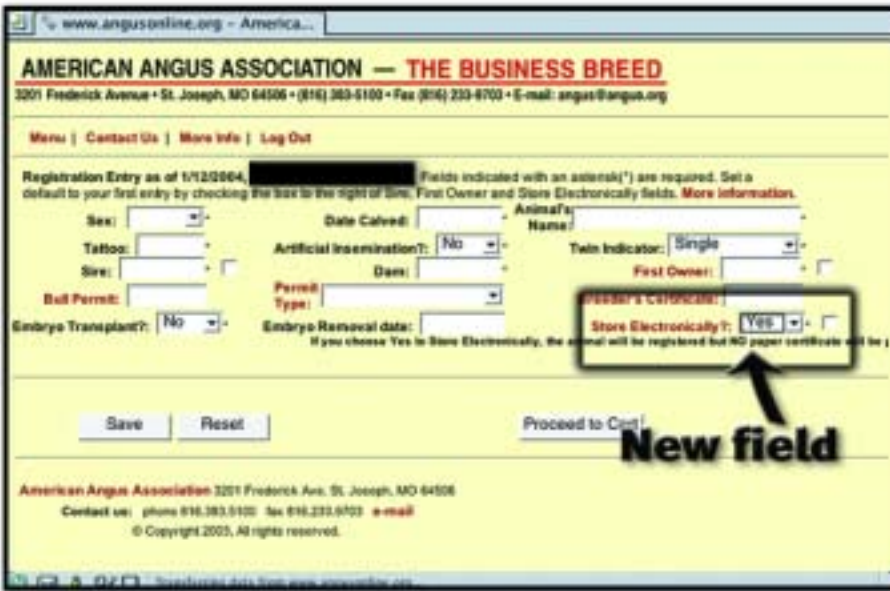 www.angusonline.org – America...
AMERICAN ANGUS ASSOCIATION — THE BUSINESS BREED
3201 Frederick Avenue • St. Joseph, MO 64506 • (816) 383-5100 • Fax (816) 233-9703 • E-mail: angus@angus.org
Menu | Contact Us | More Info | Log Out
Registration Entry as of 1/12/2004, Fields indicated with an asterisk(*) are required. Set a
default to your first entry by checking the box to the right of Sire, First Owner and Store Electronically fields. More information.
Sex: * Date Calved: * Animal's Name: *
Tattoo: * Artificial Insemination?: No * Twin Indicator: Single *
Sire: * Dam: * First Owner: *
Bull Permit: Permit Type: Breeder's Certificate:
Embryo Transplant?: No * Embryo Removal date: Store Electronically?: Yes *
If you choose Yes to Store Electronically, the animal will be registered but NO paper certificate will be
Save Reset Proceed to Cert
New field
American Angus Association 3201 Frederick Ave. St. Joseph, MO 64506
Contact us: phone 816.383.5100 fax 816.233.9703 e-mail
© Copyright 2003, All rights reserved.
Transferring data from www.angusonline.org...